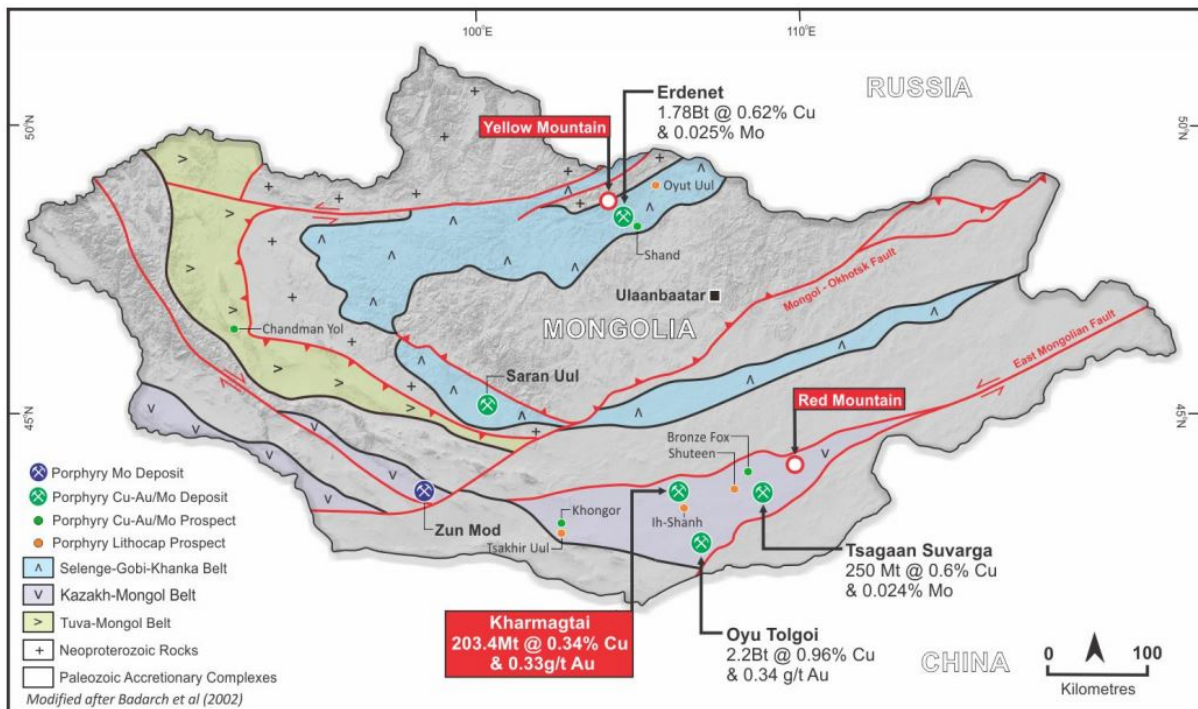 100°E
110°E
RUSSIA
Erdenet
1.78Bt @ 0.62% Cu
& 0.025% Mo
Yellow Mountain
50°N
50°N
Oyut Uul
Shand
Ulaanbaatar
Mongol - Okhotsk Fault
MONGOLIA
Chandman Yol
East Mongolian Fault
Saran Uul
Red Mountain
45°N
45°N
Bronze Fox
Shuteen
Khongor
Ih-Shanh
Zun Mod
Tsakhir Uul
Tsagaan Suvarga
250 Mt @ 0.6% Cu
& 0.024% Mo
Kharmagtai
203.4Mt @ 0.34% Cu
& 0.33g/t Au
Oyu Tolgoi
2.2Bt @ 0.96% Cu
& 0.34 g/t Au
CHINA
0 100
Kilometres
Porphyry Mo Deposit
Porphyry Cu-Au/Mo Deposit
Porphyry Cu-Au/Mo Prospect
Porphyry Lithocap Prospect
Selenge-Gobi-Khanka Belt
Kazakh-Mongol Belt
Tuva-Mongol Belt
Neoproterozoic Rocks
Paleozoic Accretionary Complexes
Modified after Badarch et al (2002)